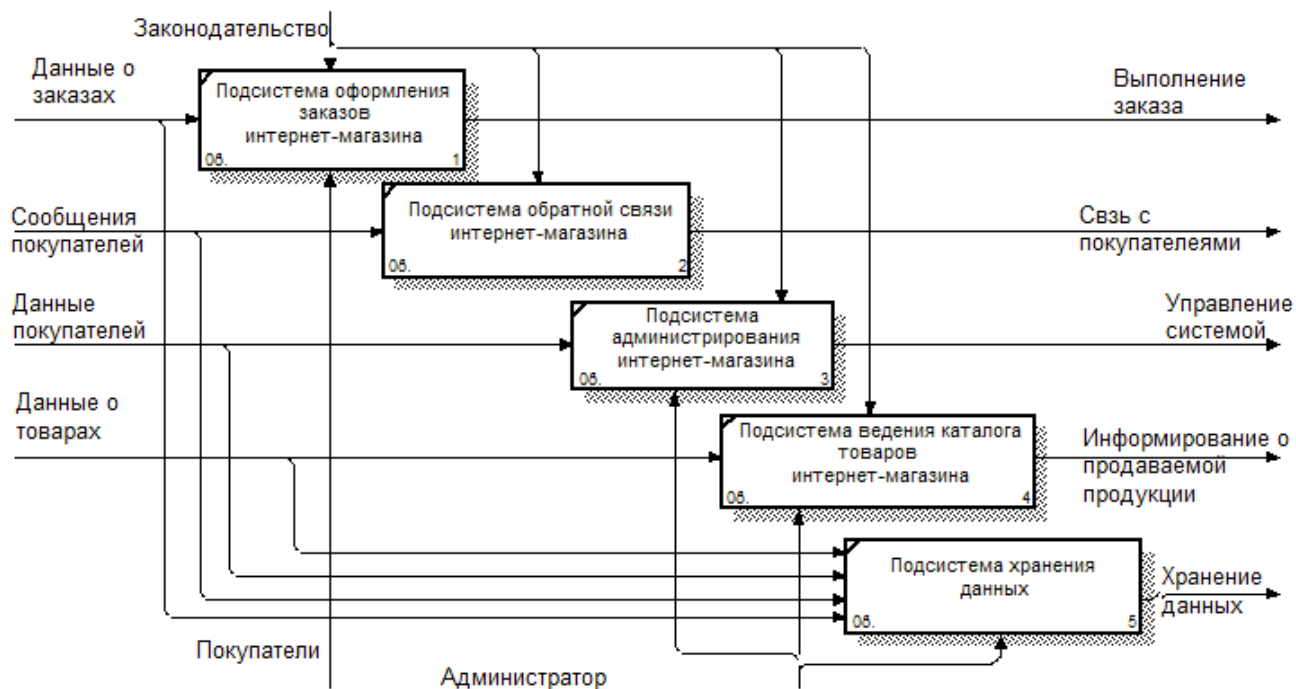 Законодательство
Данные о
заказах
Подсистема оформления
заказов
интернет-магазина
0б.
1
Выполнение
заказа
Сообщения
покупателей
Подсистема обратной связи
интернет-магазина
0б.
2
Свзь с
покупателеями
Данные
покупателей
Подсистема
администрирования
интернет-магазина
0б.
3
Управление
системой
Данные о
товарах
Подсистема ведения каталога
товаров
интернет-магазина
0б.
4
Информирование о
продаваемой
продукции
Подсистема хранения
данных
0б.
5
Хранение
данных
Покупатели
Администратор